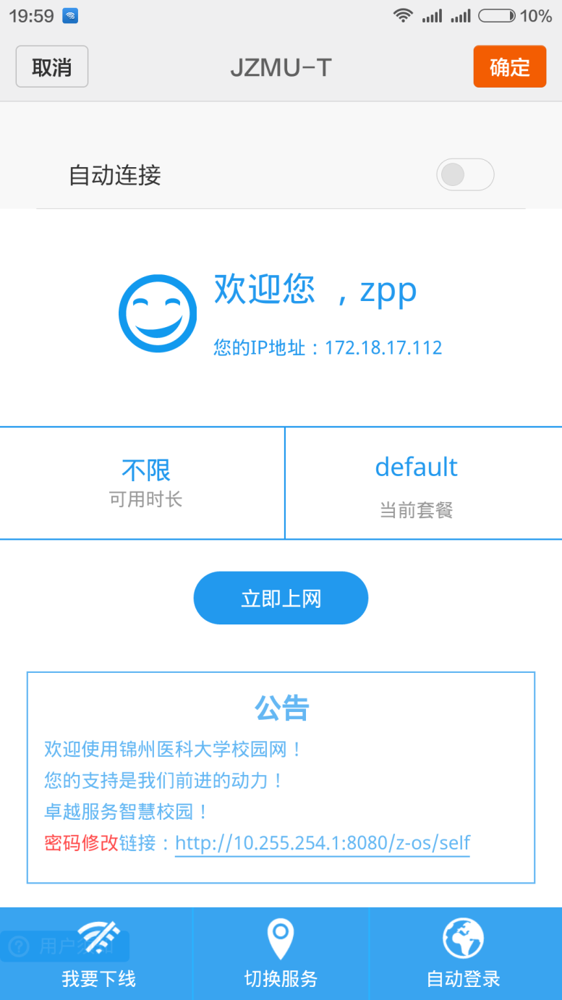 19:59
10%
取消
JZMU-T
确定
自动连接
欢迎您 ，zpp
您的IP地址：172.18.17.112
不限
可用时长
default
当前套餐
立即上网
公告
欢迎使用锦州医科大学校园网！
您的支持是我们前进的动力！
卓越服务智慧校园！
密码修改链接：http://10.255.254.1:8080/z-os/self
用户须知
我要下线
切换服务
自动登录